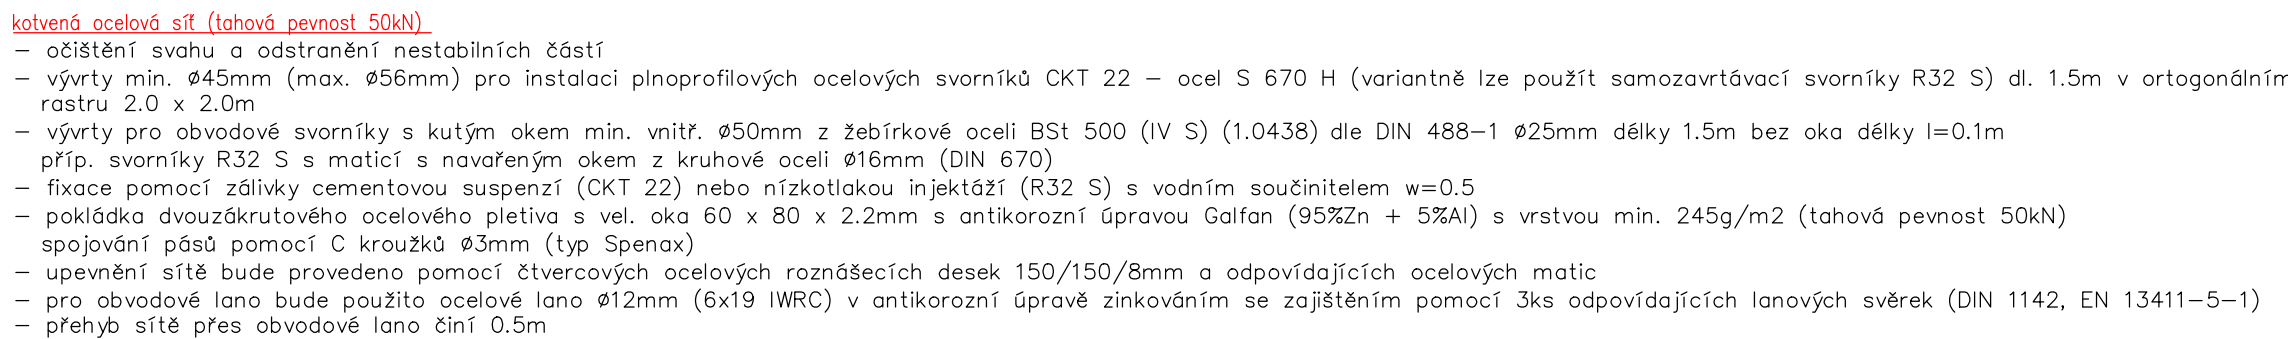 kotvená ocelová síť (tahová pevnost 50kN)
– očištění svahu a odstranění nestabilních částí
– vývrty min. Ø45mm (max. Ø56mm) pro instalaci plnoprofilových ocelových svorníků CKT 22 – ocel S 670 H (variantně lze použít samozavrtávací svorníky R32 S) dl. 1.5m v ortogonálním
rastru 2.0 x 2.0m
– vývrty pro obvodové svorníky s kutým okem min. vnitř. Ø50mm z žebírkové oceli BSt 500 (IV S) (1.0438) dle DIN 488–1 Ø25mm délky 1.5m bez oka délky l=0.1m
příp. svorníky R32 S s maticí s navařeným okem z kruhové oceli Ø16mm (DIN 670)
– fixace pomocí zálivky cementovou suspenzí (CKT 22) nebo nízkotlakou injektáží (R32 S) s vodním součinitelem w=0.5
– pokládka dvouzákrutového ocelového pletiva s vel. oka 60 x 80 x 2.2mm s antikorozní úpravou Galfan (95%Zn + 5%Al) s vrstvou min. 245g/m2 (tahová pevnost 50kN)
spojování pásů pomocí C kroužků Ø3mm (typ Spenax)
– upevnění sítě bude provedeno pomocí čtvercových ocelových roznášecích desek 150/150/8mm a odpovídajících ocelových matic
– pro obvodové lano bude použito ocelové lano Ø12mm (6x19 IWRC) v antikorozní úpravě zinkováním se zajištěním pomocí 3ks odpovídajících lanových svěrek (DIN 1142, EN 13411–5–1)
– přehyb sítě přes obvodové lano činí 0.5m